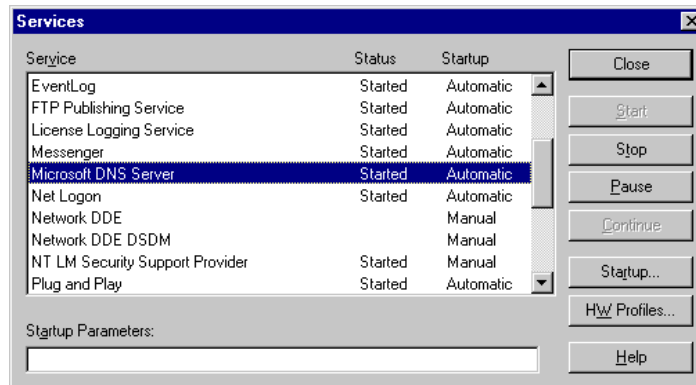 Services
Service Status Startup
EventLog Started Automatic
FTP Publishing Service Started Automatic
License Logging Service Started Automatic
Messenger Started Automatic
Microsoft DNS Server Started Automatic
Net Logon Started Automatic
Network DDE Manual
Network DDE DSDM Manual
NT LM Security Support Provider Started Manual
Plug and Play Started Automatic
Startup Parameters:
Close
Start
Stop
Pause
Continue
Startup...
HW Profiles...
Help